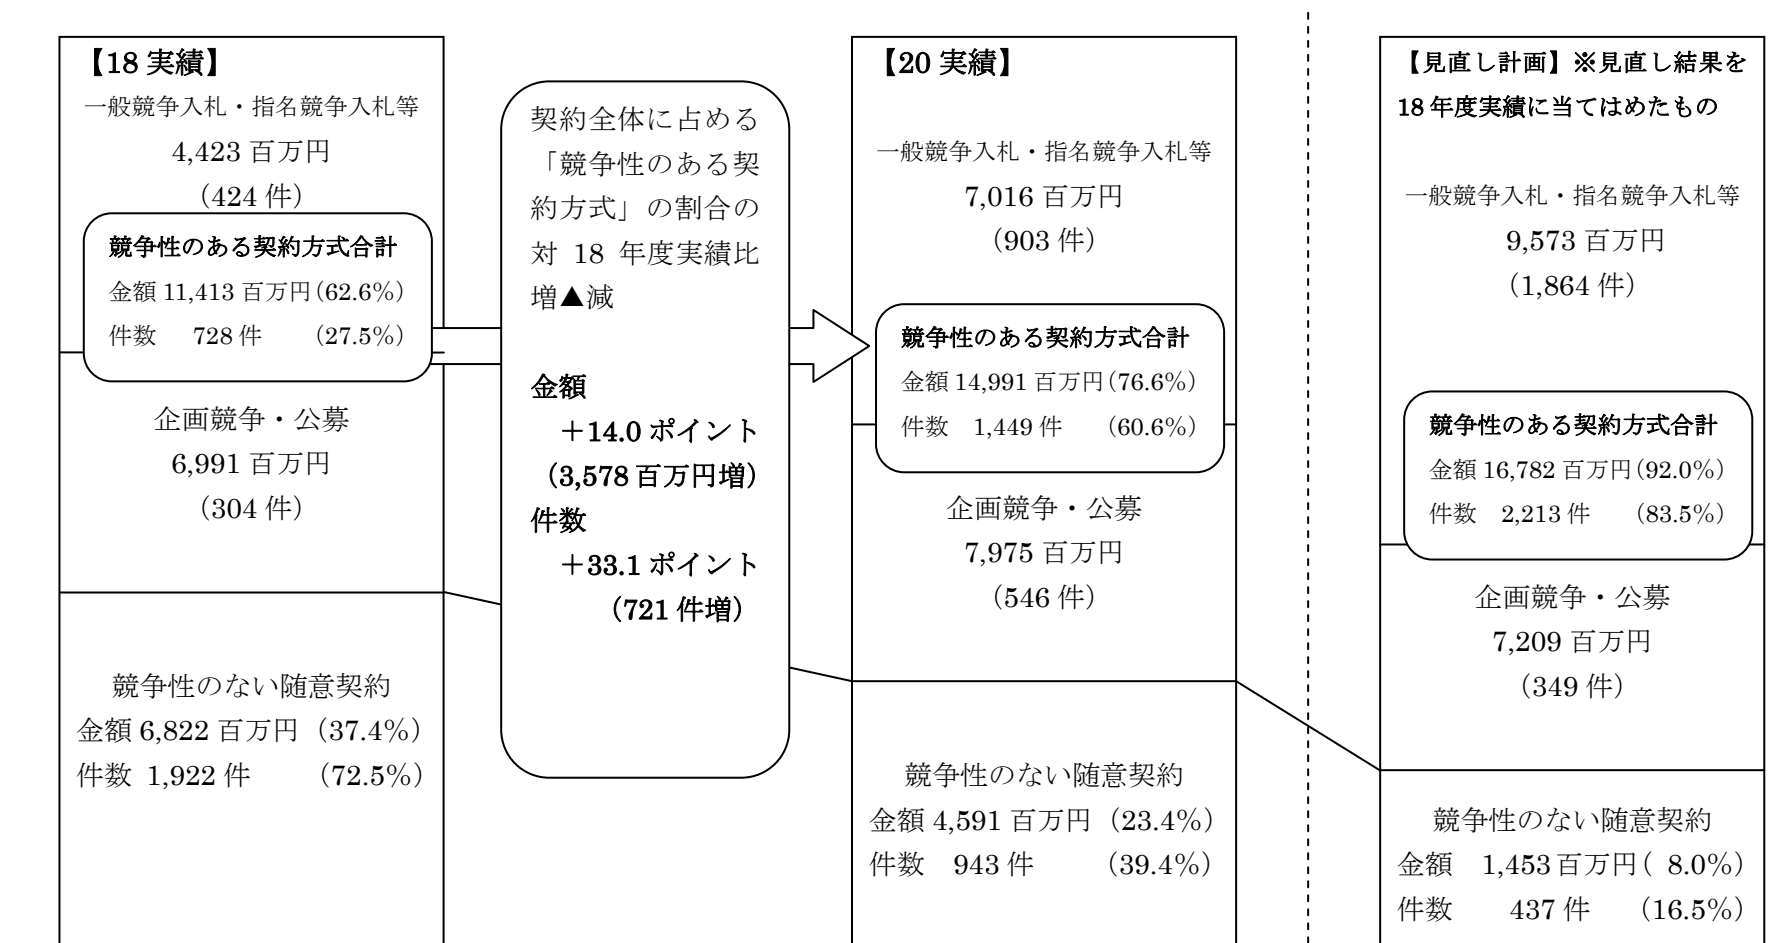 【18 実績】
一般競争入札・指名競争入札等
4,423 百万円
（424 件）
競争性のある契約方式合計
金額 11,413 百万円（62.6%）
件数 728 件 （27.5%）
企画競争・公募
6,991 百万円
（304 件）
競争性のない随意契約
金額 6,822 百万円（37.4%）
件数 1,922 件 （72.5%）
契約全体に占める
「競争性のある契
約方式」の割合の
対 18 年度実績比
増▲減
金額
＋14.0 ポイント
（3,578 百万円増）
件数
＋33.1 ポイント
（721 件増）
【20 実績】
一般競争入札・指名競争入札等
7,016 百万円
（903 件）
競争性のある契約方式合計
金額 14,991 百万円（76.6%）
件数 1,449 件 （60.6%）
企画競争・公募
7,975 百万円
（546 件）
競争性のない随意契約
金額 4,591 百万円（23.4%）
件数 943 件 （39.4%）
【見直し計画】※見直し結果を
18 年度実績に当てはめたもの
一般競争入札・指名競争入札等
9,573 百万円
（1,864 件）
競争性のある契約方式合計
金額 16,782 百万円（92.0%）
件数 2,213 件 （83.5%）
企画競争・公募
7,209 百万円
（349 件）
競争性のない随意契約
金額 1,453 百万円（ 8.0%）
件数 437 件 （16.5%）